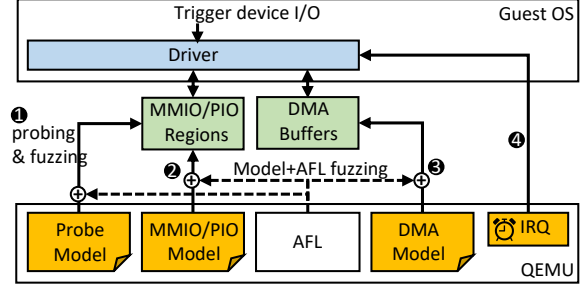 Trigger device I/O
Guest OS
Driver
❶
probing
& fuzzing
MMIO/PIO
Regions
DMA
Buffers
❹
❷
Model+AFL fuzzing
❸
Probe
Model
MMIO/PIO
Model
AFL
DMA
Model
IRQ
QEMU